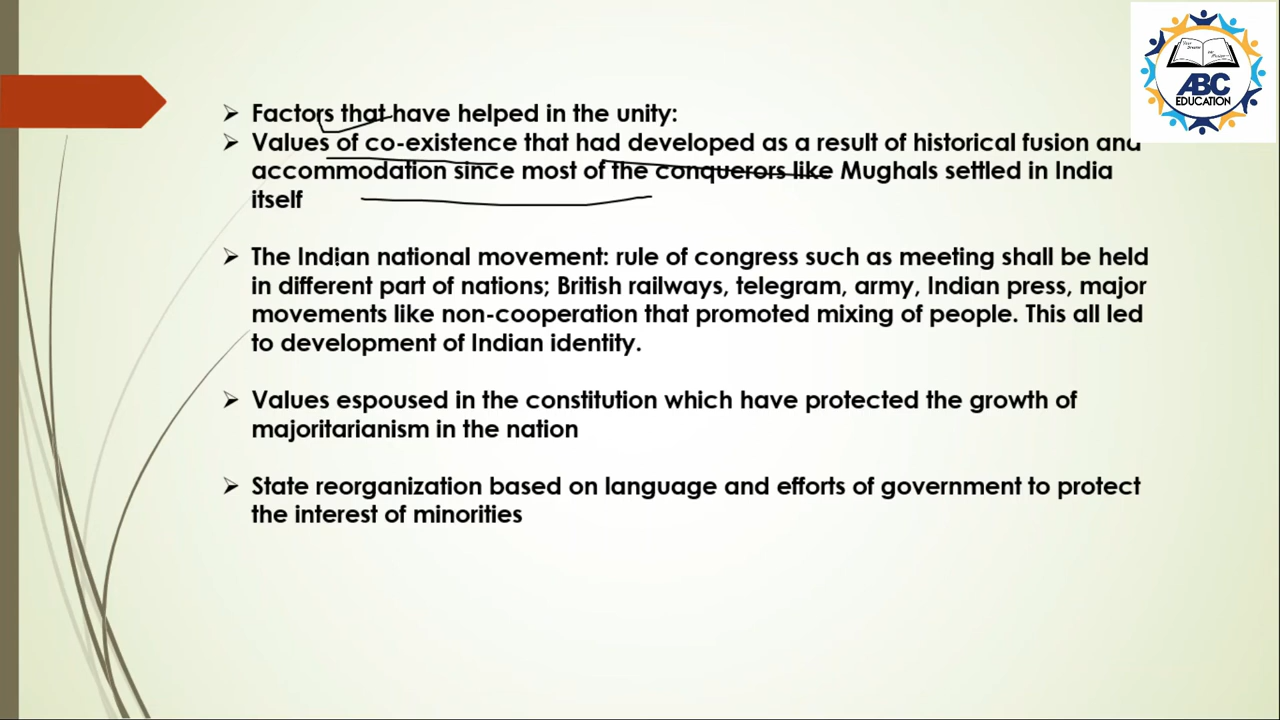 ABC
EDUCATION
➢ Factors that have helped in the unity:
➢ Values of co-existence that had developed as a result of historical fusion and
accommodation since most of the conquerors like Mughals settled in India
itself
➢ The Indian national movement: rule of congress such as meeting shall be held
in different part of nations; British railways, telegram, army, Indian press, major
movements like non-cooperation that promoted mixing of people. This all led
to development of Indian identity.
➢ Values espoused in the constitution which have protected the growth of
majoritarianism in the nation
➢ State reorganization based on language and efforts of government to protect
the interest of minorities